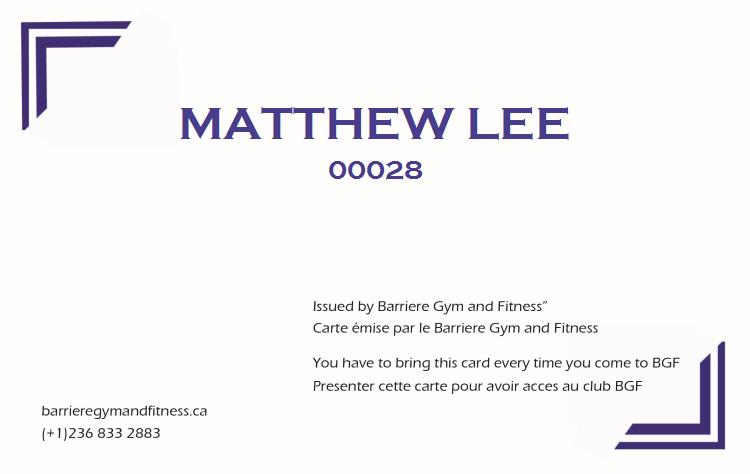 MATTHEW LEE
00028
Issued by Barriere Gym and Fitness”
Carte émise par le Barriere Gym and Fitness
You have to bring this card every time you come to BGF
Presenter cette carte pour avoir acces au club BGF
barrieregymandfitness.ca
(+1)236 833 2883